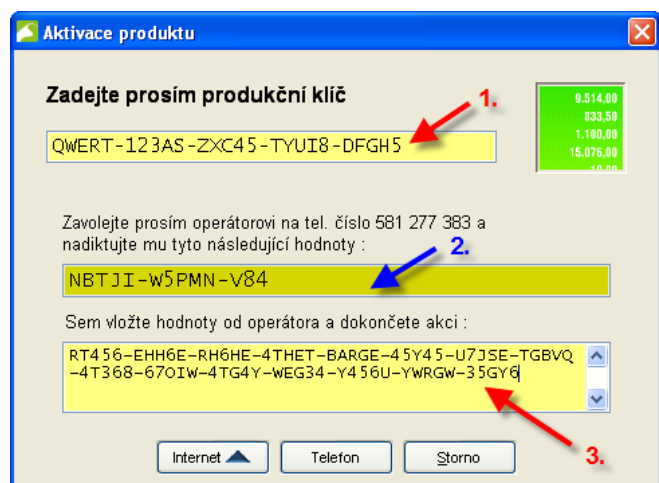 Aktivace produktu
Zadejte prosím produkční klíč
1.
9.514,00
833,50
1.100,00
15.076,00
QWERT-123AS-ZXC45-TYUI8-DFGH5
Zavolejte prosím operátorovi na tel. číslo 581 277 383 a
nadiktujte mu tyto následující hodnoty :
2.
NBTJI-W5PMN-V84
Sem vložte hodnoty od operátora a dokončete akci :
RT456-EHH6E-RH6HE-4THET-BARGE-45Y45-U7JSE-TGBVQ
-4T368-67OIW-4TG4Y-WEG34-Y456U-YWRGW-35GY6
Internet
Telefon
Storno
3.